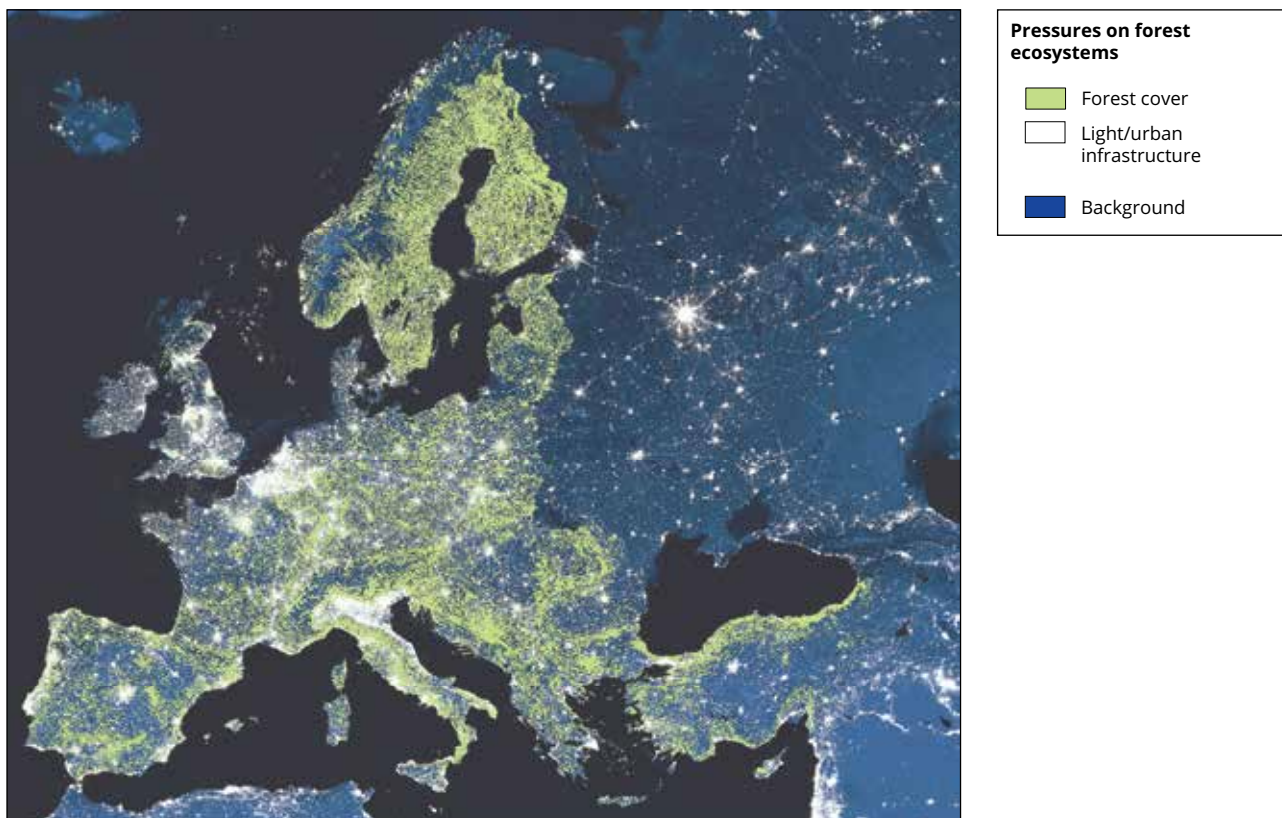 Pressures on forest
ecosystems
Forest cover
Light/urban
infrastructure
Background